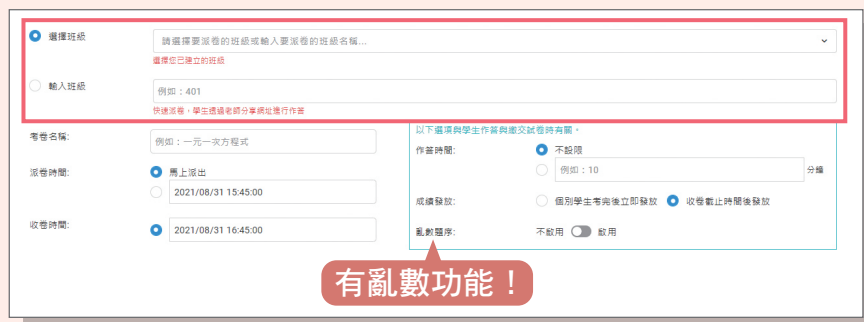 選擇班級
請選擇要派卷的班級或輸入要派卷的班級名稱...
選擇您已建立的班級
輸入班級
例如：401
快速派卷，學生透過老師分享網址進行作答
考卷名稱:
例如：一元一次方程式
派卷時間:
馬上派出
2021/08/31 15:45:00
收卷時間:
2021/08/31 16:45:00
以下選項與學生作答與繳交試卷時有關。
作答時間:
不設限
例如：10
分鐘
成績發放:
個別學生考完後立即發放
收卷截止時間後發放
亂數題序:
不啟用
啟用
有亂數功能！